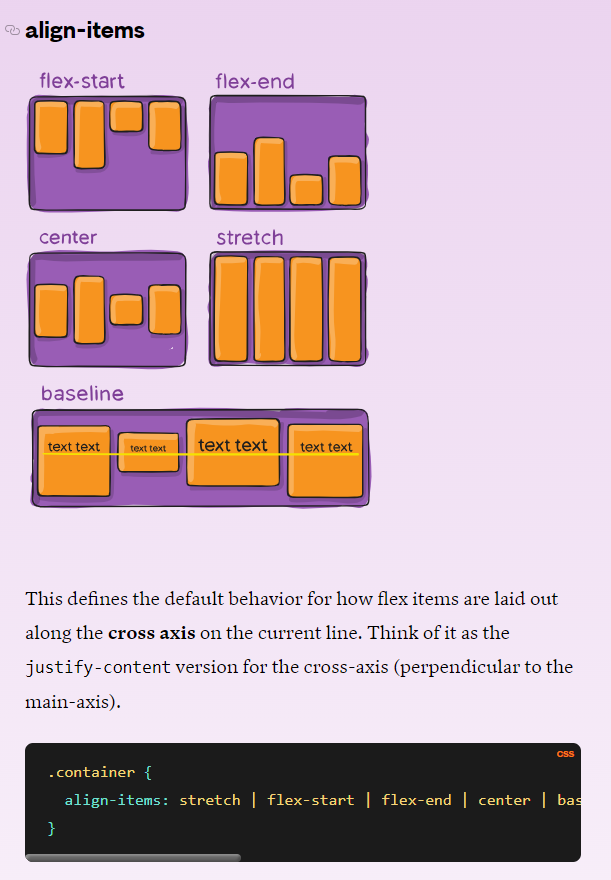 align-items
flex-start flex-end
center stretch
baseline
text text text text text text text text
This defines the default behavior for how flex items are laid out
along the cross axis on the current line. Think of it as the
justify-content version for the cross-axis (perpendicular to the
main-axis).
CSS
.container {
align-items: stretch | flex-start | flex-end | center | bas
}